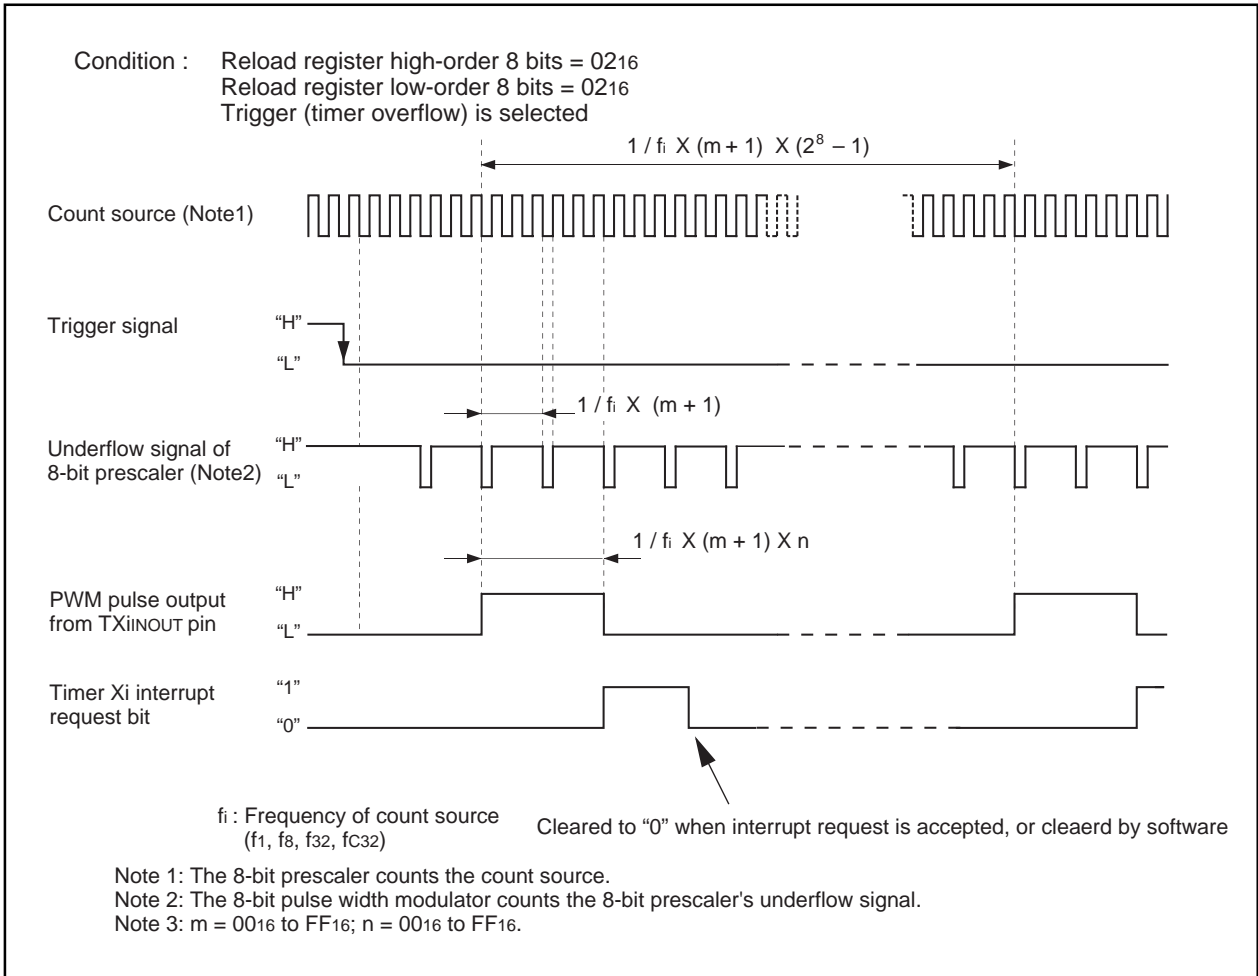 Condition : Reload register high-order 8 bits = 0216
Reload register low-order 8 bits = 0216
Trigger (timer overflow) is selected
1 / fi X (m + 1) X (2⁸ – 1)
Count source (Note1)
Trigger signal
“H”
“L”
1 / fi X (m + 1)
Underflow signal of
8-bit prescaler (Note2)
“H”
“L”
1 / fi X (m + 1) X n
PWM pulse output
from TXiINOUT pin
“H”
“L”
Timer Xi interrupt
request bit
“1”
“0”
fi : Frequency of count source
(f1, f8, f32, fC32)
Cleared to “0” when interrupt request is accepted, or cleaerd by software
Note 1: The 8-bit prescaler counts the count source.
Note 2: The 8-bit pulse width modulator counts the 8-bit prescaler's underflow signal.
Note 3: m = 0016 to FF16; n = 0016 to FF16.